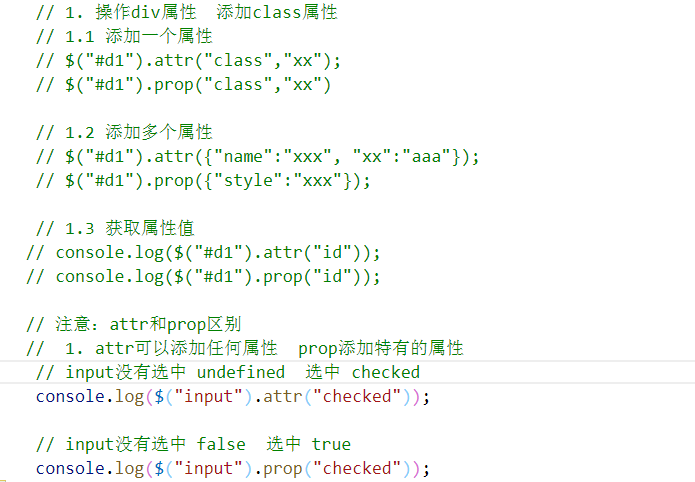 // 1. 操作div属性  添加class属性
// 1.1 添加一个属性
// $("#d1").attr("class","xx");
// $("#d1").prop("class","xx")
// 1.2 添加多个属性
// $("#d1").attr({"name":"xxx", "xx":"aaa"});
// $("#d1").prop({"style":"xxx"});
// 1.3 获取属性值
// console.log($("#d1").attr("id"));
// console.log($("#d1").prop("id"));
// 注意：attr和prop区别
//  1. attr可以添加任何属性  prop添加特有的属性
// input没有选中 undefined  选中 checked
console.log($("input").attr("checked"));
// input没有选中 false  选中 true
console.log($("input").prop("checked"));